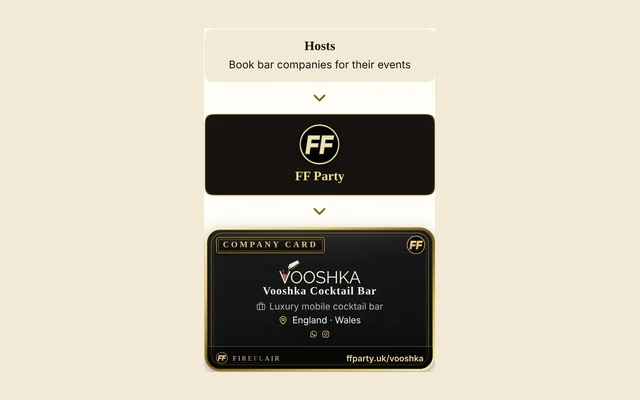 Hosts
Book bar companies for their events
FF
FF Party
COMPANY CARD
FF
VOOSHKA
Vooshka Cocktail Bar
Luxury mobile cocktail bar
England · Wales
FF FIREFLAIR
ffparty.uk/vooshka